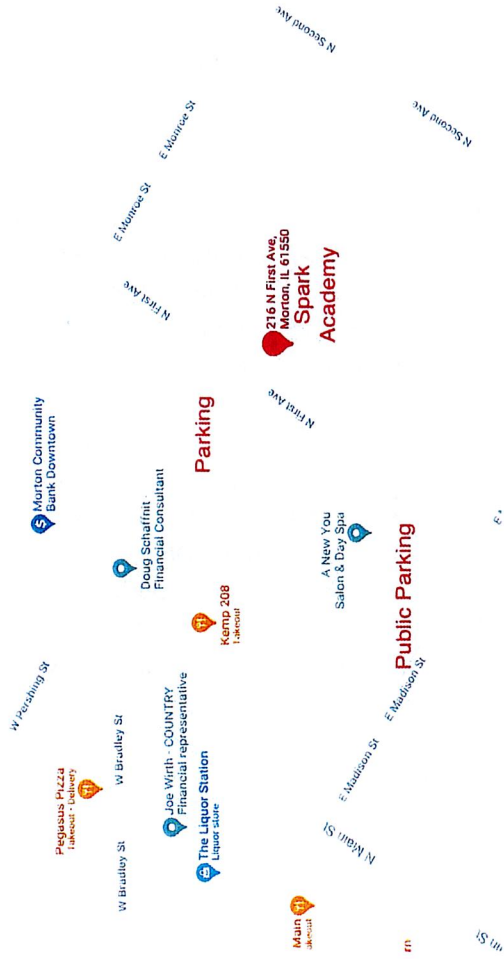 W Pershing St
Morton Community
Bank Downtown
Pegasus Pizza
Takeout · Delivery
W Bradley St
W Bradley St
Doug Schaffnit -
Financial Consultant
N First Ave
E Monroe St
E Monroe St
N Second Ave
Joe Wirth - COUNTRY
Financial representative
The Liquor Station
Liquor store
Kemp 208
Takeout
Parking
216 N First Ave,
Morton, IL 61550
Spark
Academy
N First Ave
N Second Ave
Main
N Main St
E Madison St
E Madison St
A New You
Salon & Day Spa
Public Parking